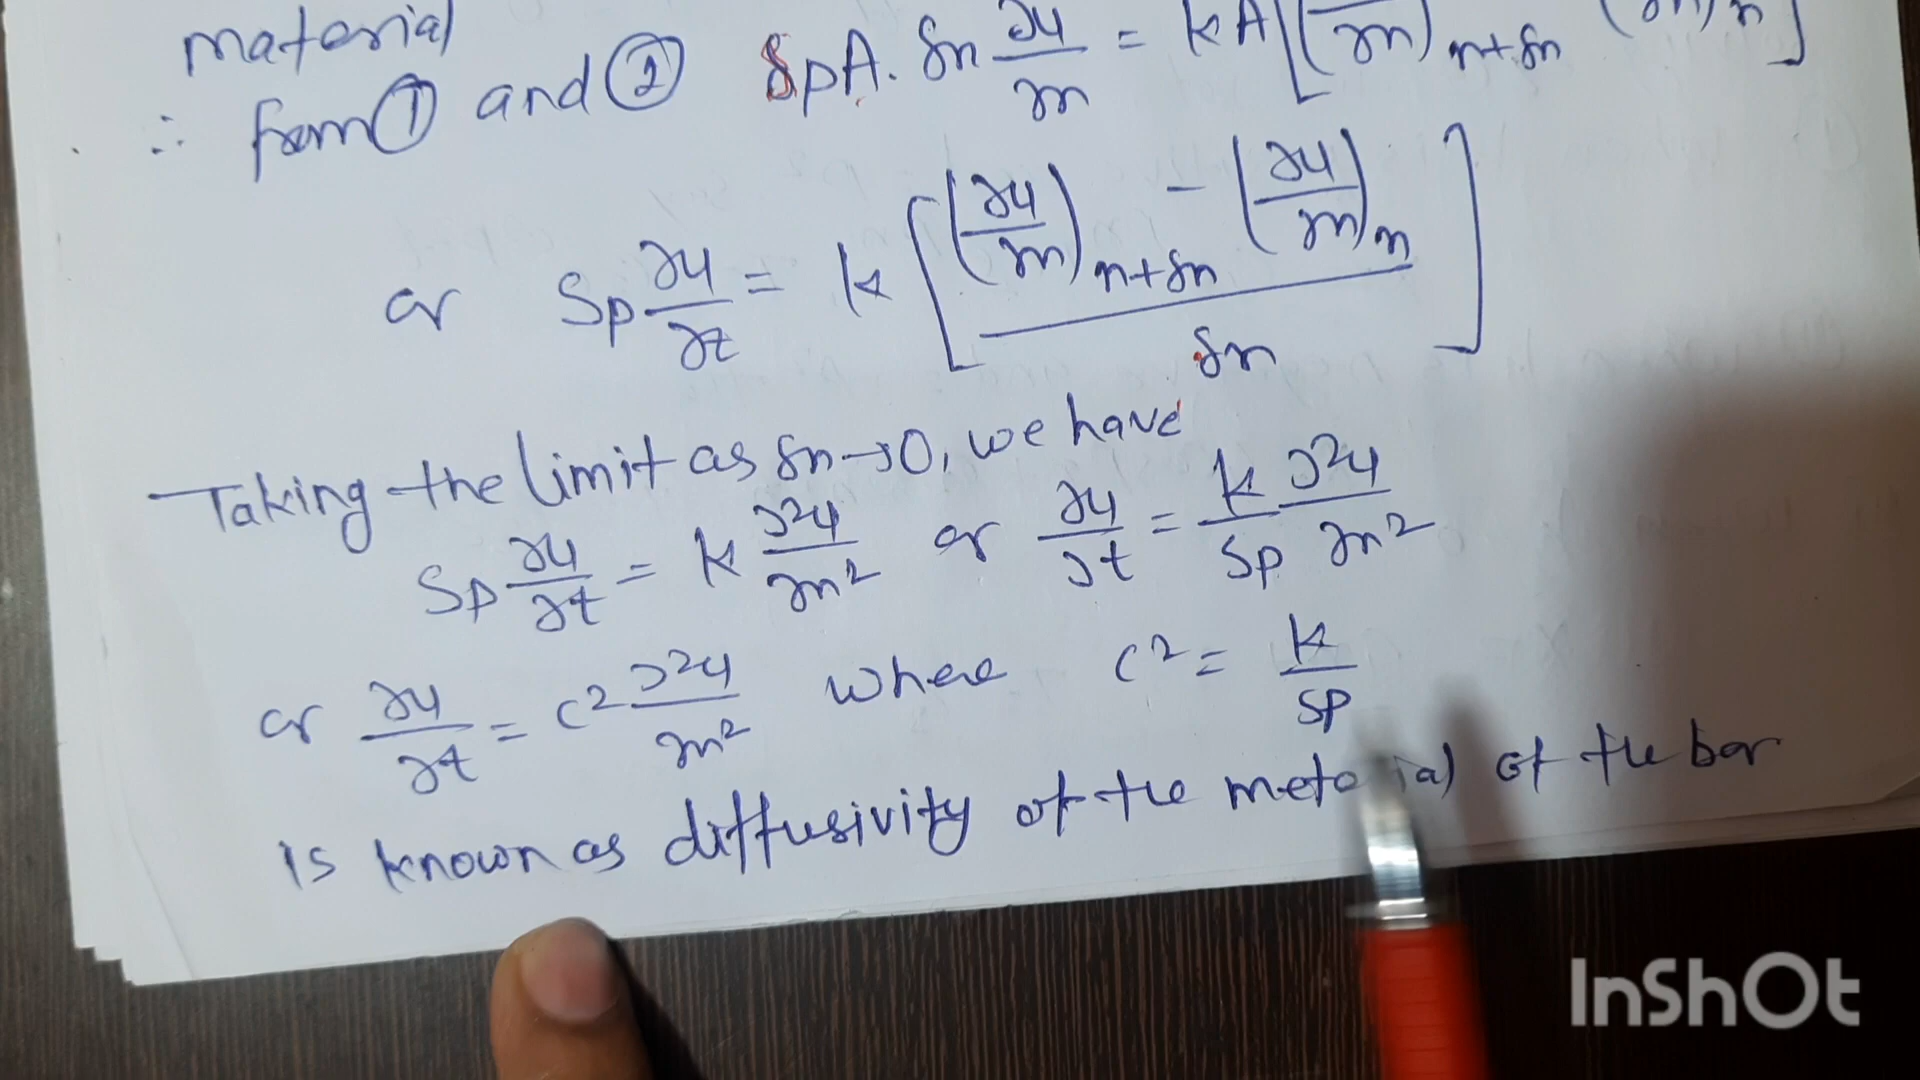 material
∴ from ① and ② SρA. δx ∂u/∂x = kA[(∂x)x+δx (∂x)x]
or Sρ ∂u/∂t = k [((∂u/∂x)x+δx - (∂u/∂x)x)/δx]
Taking the limit as δx→0, we have
Sρ ∂u/∂t = k ∂²u/∂x² or ∂u/∂t = k/Sρ ∂²u/∂x²
or ∂u/∂t = c² ∂²u/∂x² where c² = k/Sρ
is known as diffusivity of the material of the bar
InShOt